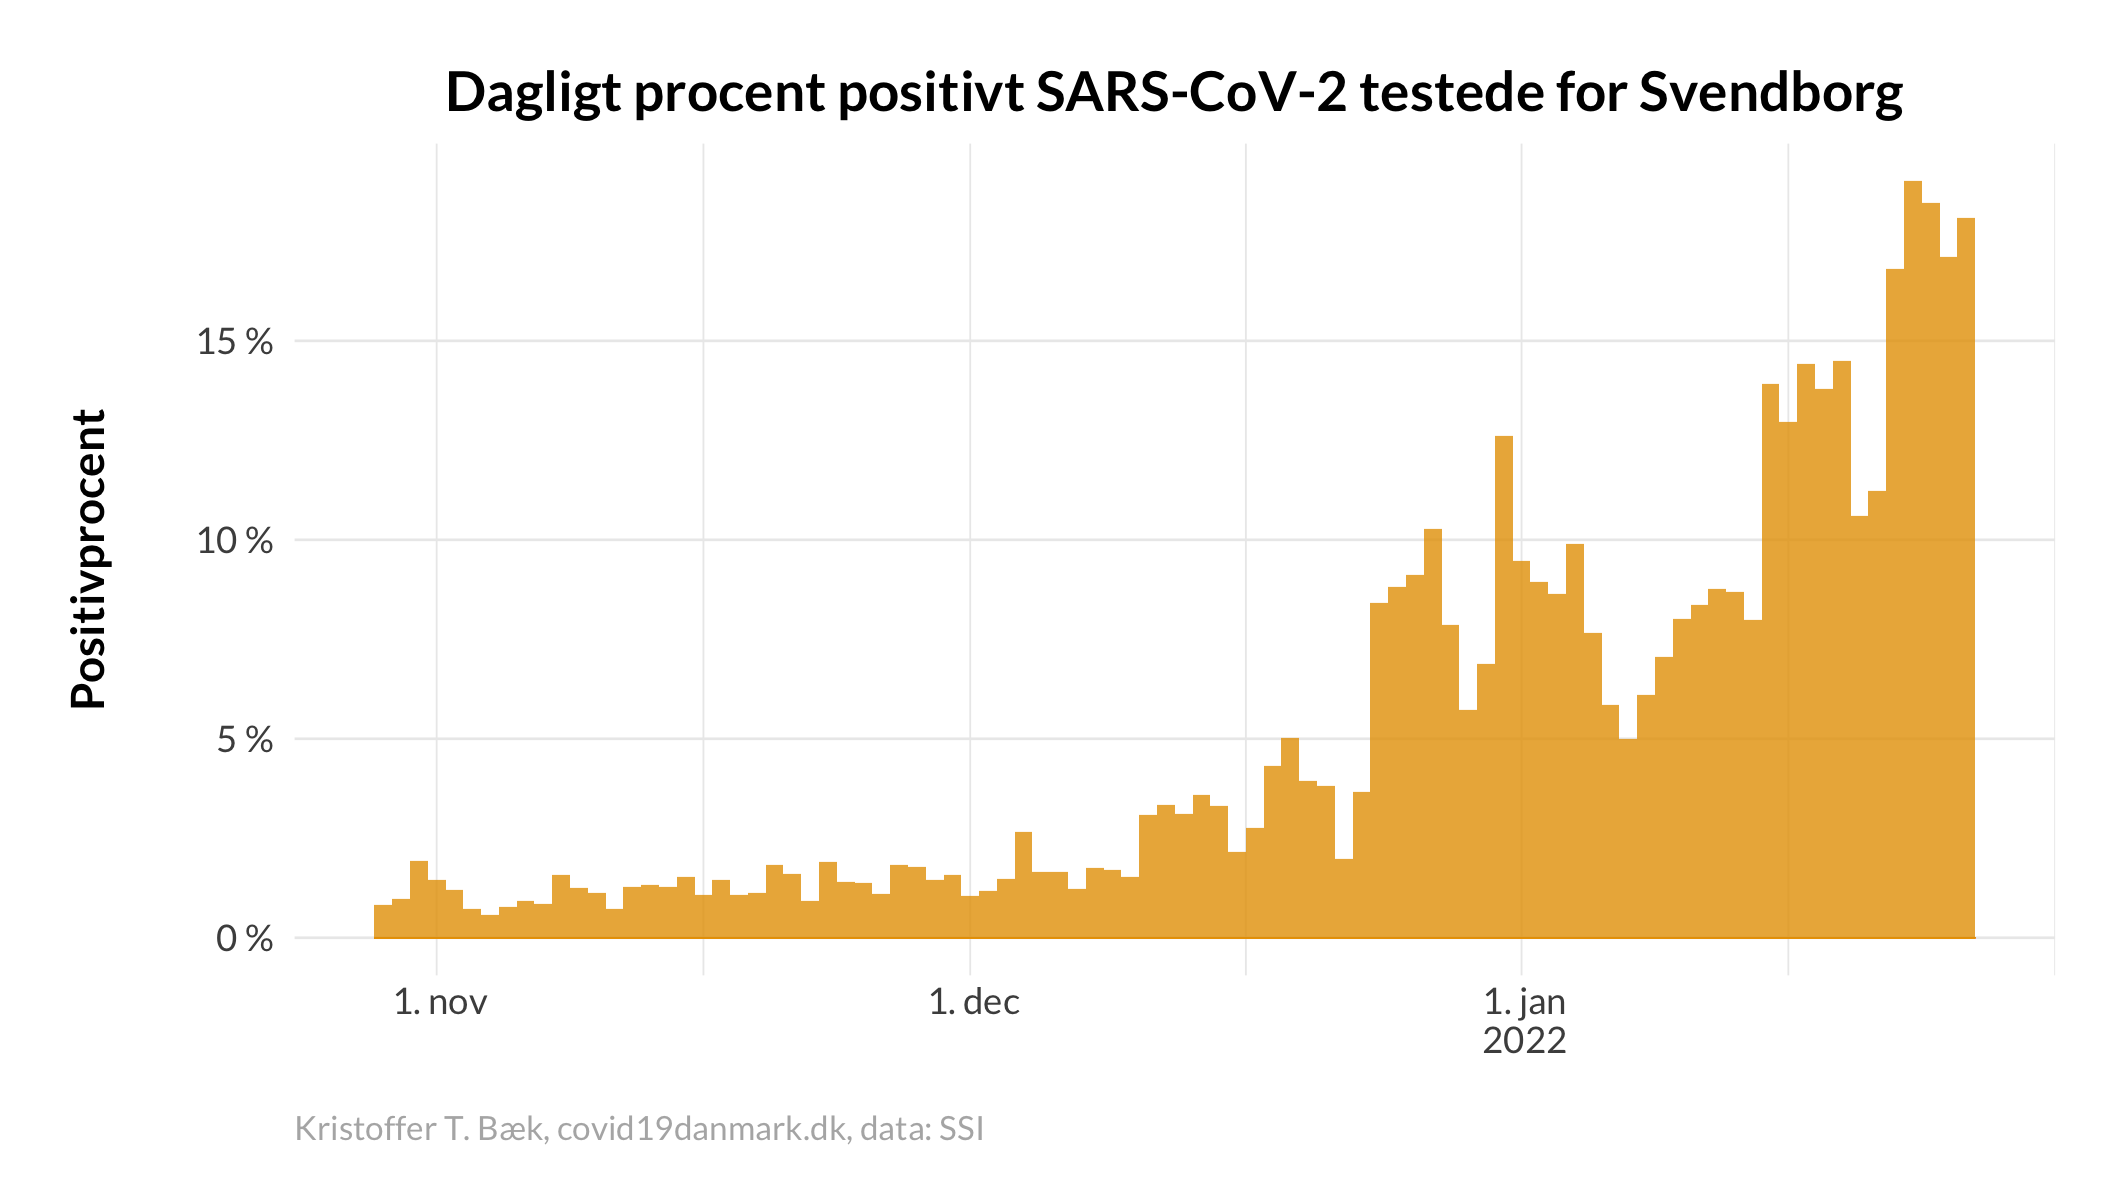 Dagligt procent positivt SARS-CoV-2 testede for Svendborg
Positivprocent
15 %
10 %
5 %
0 %
1. nov
1. dec
1. jan
2022
Kristoffer T. Bæk, covid19danmark.dk, data: SSI